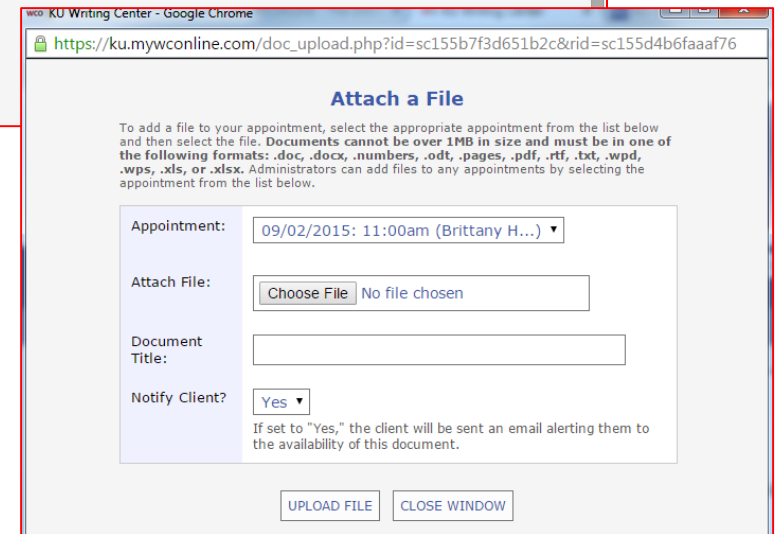 wco KU Writing Center - Google Chrome
https://ku.mywconline.com/doc_upload.php?id=sc155b7f3d651b2c&rid=sc155d4b6faaaf76
Attach a File
To add a file to your appointment, select the appropriate appointment from the list below
and then select the file. Documents cannot be over 1MB in size and must be in one of
the following formats: .doc, .docx, .numbers, .odt, .pages, .pdf, .rtf, .txt, .wpd,
.wps, .xls, or .xlsx. Administrators can add files to any appointments by selecting the
appointment from the list below.
Appointment:
09/02/2015: 11:00am (Brittany H...)
Attach File:
Choose File No file chosen
Document
Title:
Notify Client?
Yes
If set to "Yes," the client will be sent an email alerting them to
the availability of this document.
UPLOAD FILE CLOSE WINDOW